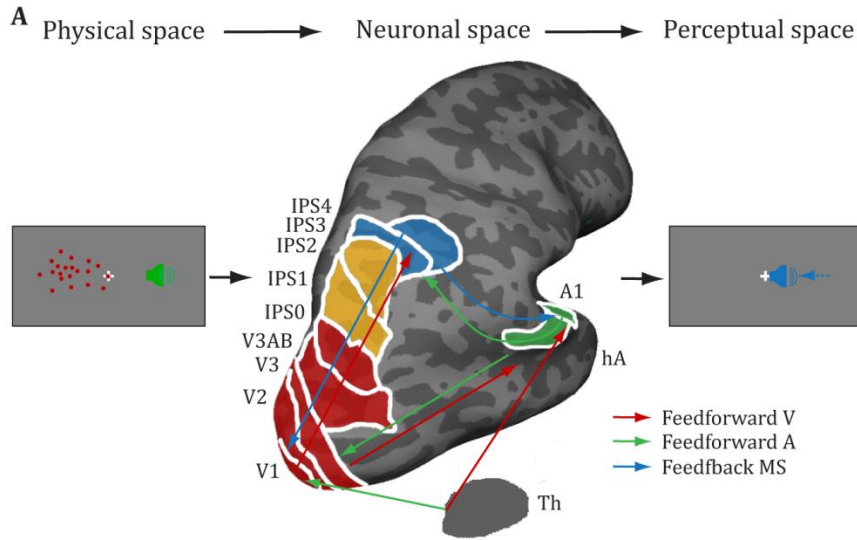 A
Physical space
Neuronal space
Perceptual space
IPS4
IPS3
IPS2
IPS1
IPS0
V3AB
V3
V2
V1
A1
hA
Th
Feedforward V
Feedforward A
Feedfback MS